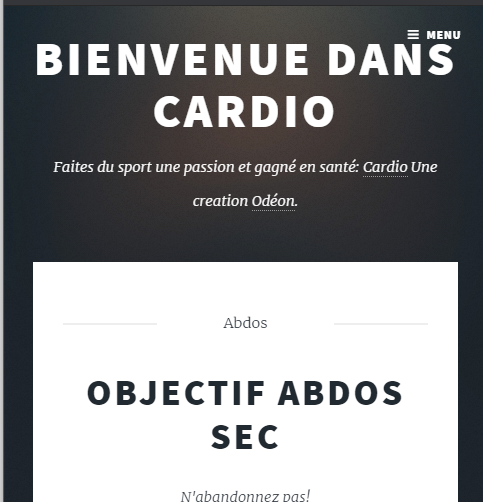 MENU
BIENVENUE DANS
CARDIO
Faites du sport une passion et gagné en santé: Cardio Une
creation Odéon.
Abdos
OBJECTIF ABDOS
SEC
N'abandonnez pas!